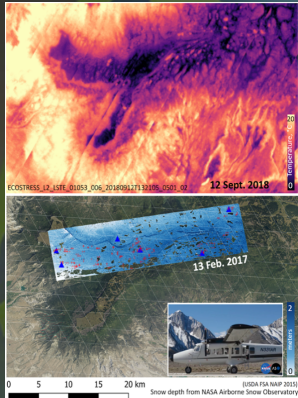 20
Temperature, °C
0
ECOSTRESS_L2_LSTE_01053_006_20180912T132105_0501_02
12 Sept. 2018
13 Feb. 2017
2
meters
0
NASA
0 5 10 15 20 km
(USDA FSA NAIP 2015)
Snow depth from NASA Airborne Snow Observatory